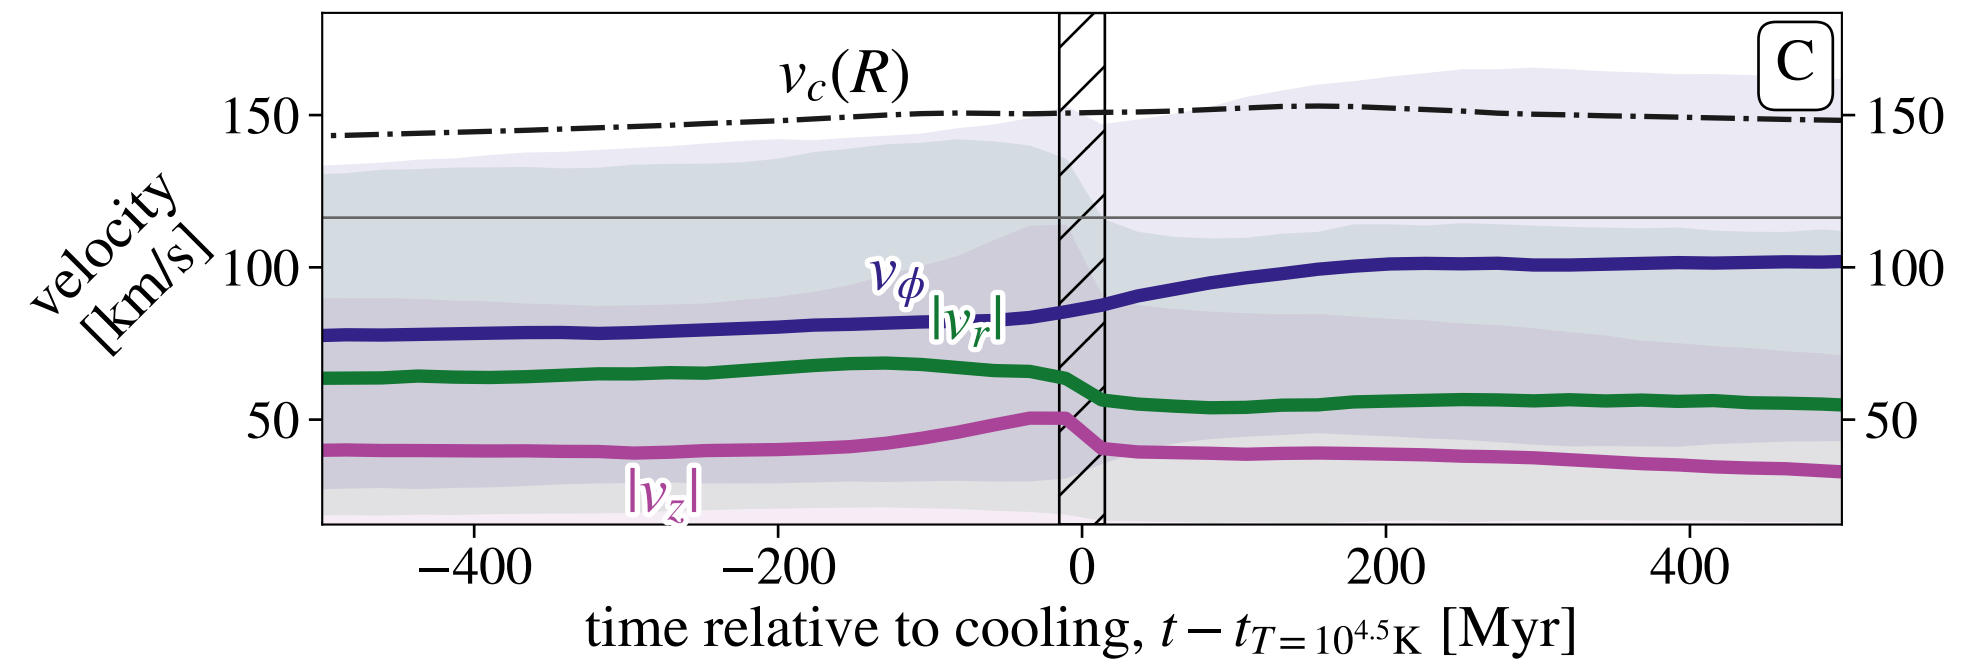 C
v_c(R)
150
100
50
velocity
[km/s]
v_ϕ
|v_r|
|v_z|
150
100
50
−400 −200 0 200 400
time relative to cooling, t − t_{T=10^{4.5}K} [Myr]